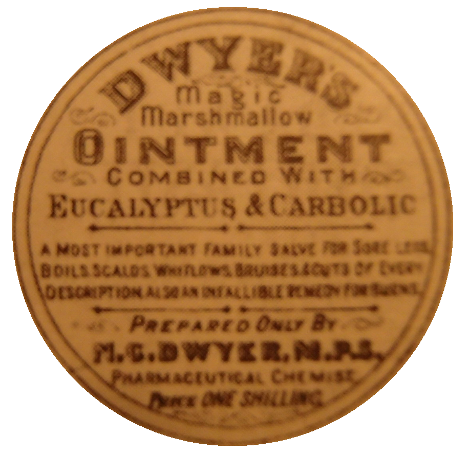 DWYER'S
Magic
Marshmallow
OINTMENT
COMBINED WITH
EUCALYPTUS & CARBOLIC
A MOST IMPORTANT FAMILY SALVE FOR SORE LEGS,
BOILS, SCALDS, WHITLOWS, BRUISES, & CUTS OF EVERY
DESCRIPTION, ALSO AN INFALLIBLE REMEDY FOR BURNS.
PREPARED ONLY BY
DWYER, M.P.S.,
PHARMACEUTICAL CHEMIST
PRICE ONE SHILLING.